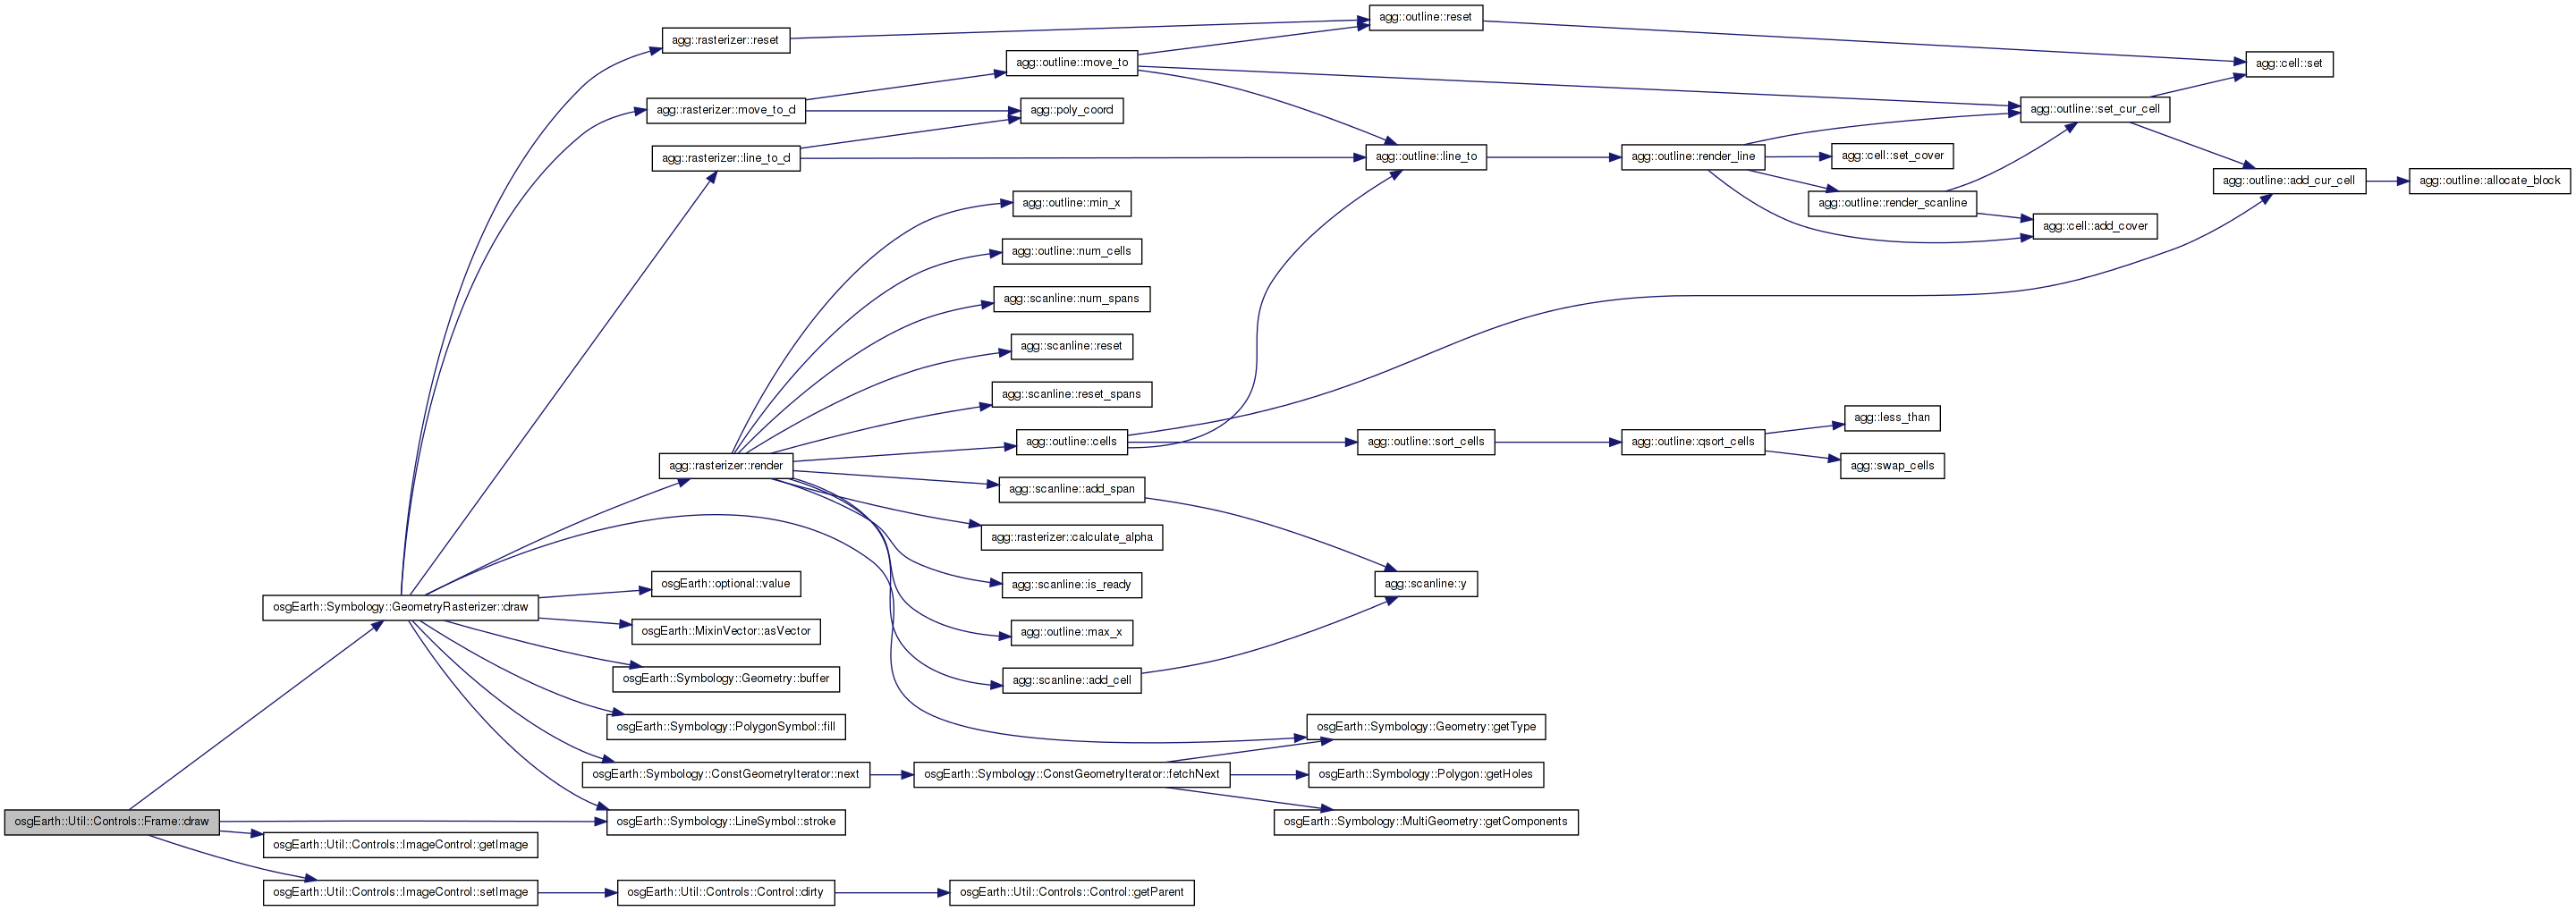 agg::outline::reset
agg::rasterizer::reset
agg::outline::move_to
agg::cell::set
agg::rasterizer::move_to_d
agg::poly_coord
agg::outline::set_cur_cell
agg::rasterizer::line_to_d
agg::outline::line_to
agg::outline::render_line
agg::cell::set_cover
agg::outline::add_cur_cell
agg::outline::allocate_block
agg::outline::min_x
agg::outline::render_scanline
agg::cell::add_cover
agg::outline::num_cells
agg::scanline::num_spans
agg::scanline::reset
agg::scanline::reset_spans
agg::less_than
agg::outline::cells
agg::outline::sort_cells
agg::outline::qsort_cells
agg::rasterizer::render
agg::swap_cells
agg::scanline::add_span
agg::rasterizer::calculate_alpha
osgEarth::optional::value
agg::scanline::is_ready
agg::scanline::y
osgEarth::Symbology::GeometryRasterizer::draw
osgEarth::MixinVector::asVector
agg::outline::max_x
osgEarth::Symbology::Geometry::buffer
agg::scanline::add_cell
osgEarth::Symbology::PolygonSymbol::fill
osgEarth::Symbology::Geometry::getType
osgEarth::Symbology::ConstGeometryIterator::next
osgEarth::Symbology::ConstGeometryIterator::fetchNext
osgEarth::Symbology::Polygon::getHoles
osgEarth::Util::Controls::Frame::draw
osgEarth::Symbology::LineSymbol::stroke
osgEarth::Symbology::MultiGeometry::getComponents
osgEarth::Util::Controls::ImageControl::getImage
osgEarth::Util::Controls::ImageControl::setImage
osgEarth::Util::Controls::Control::dirty
osgEarth::Util::Controls::Control::getParent